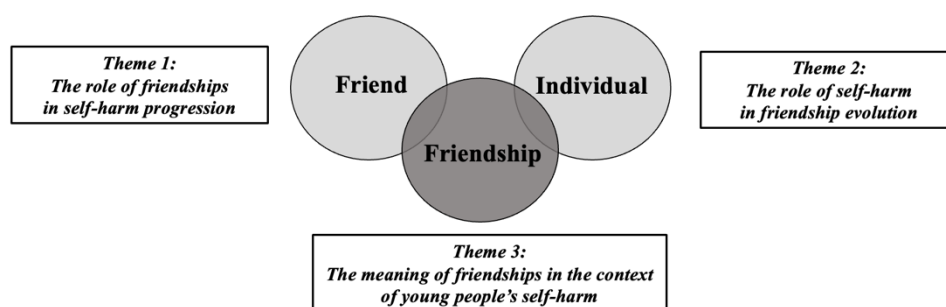 Theme 1:
The role of friendships
in self-harm progression
Friend
Individual
Friendship
Theme 2:
The role of self-harm
in friendship evolution
Theme 3:
The meaning of friendships in the context
of young people's self-harm